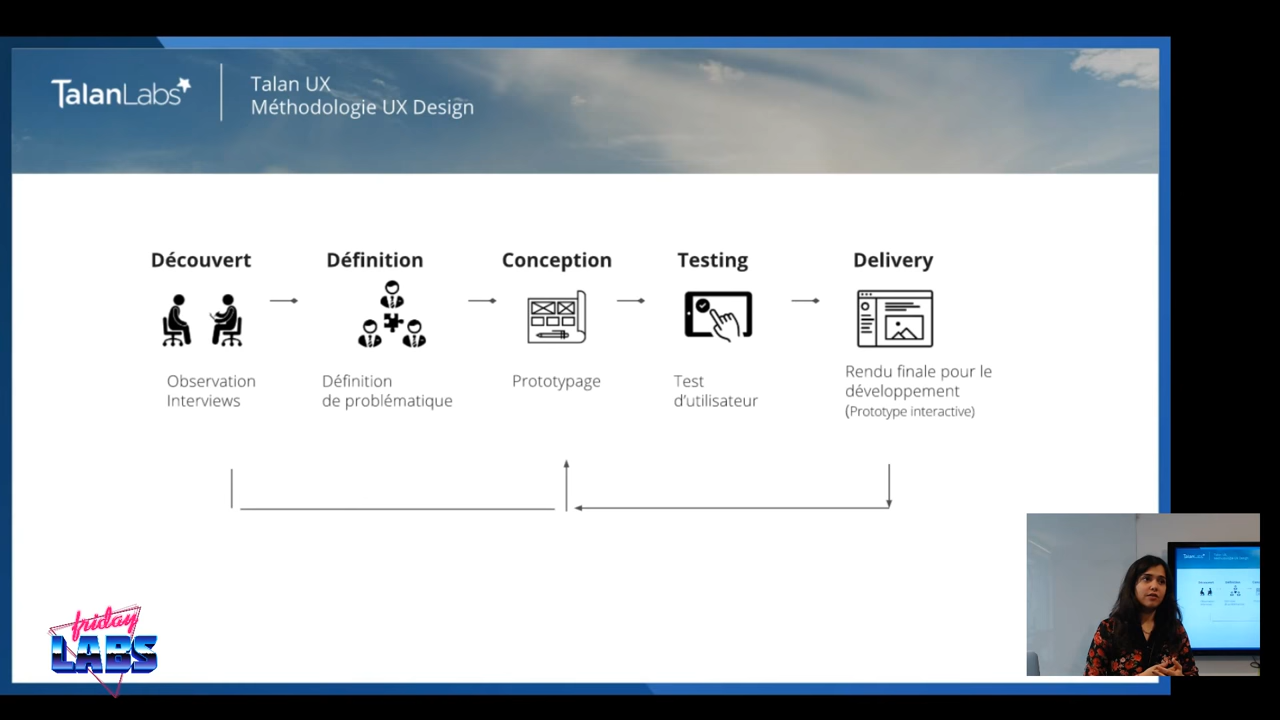 TalanLabs
Talan UX
Méthodologie UX Design
Découvert
Définition
Conception
Testing
Delivery
Observation
Interviews
Définition
de problématique
Prototypage
Test
d'utilisateur
Rendu finale pour le
développement
(Prototype interactive)
friday
LABS